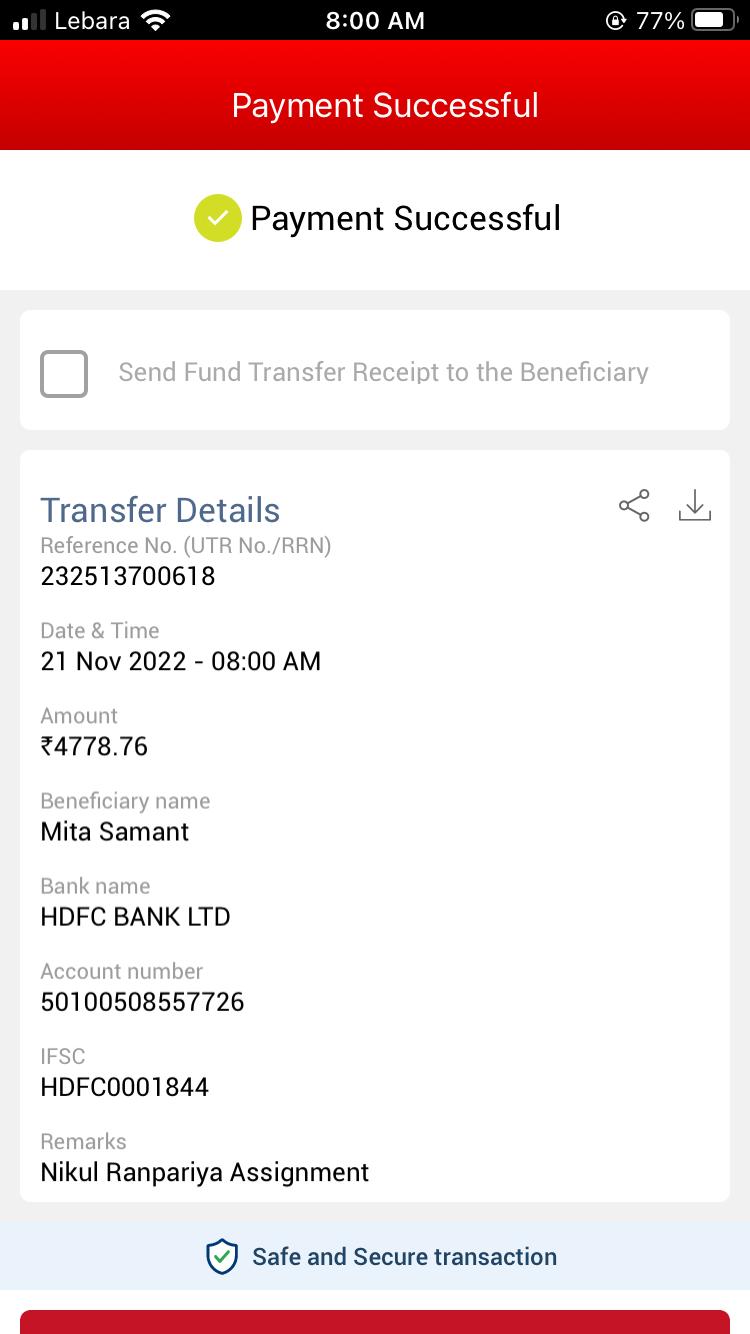 Lebara 8:00 AM 77%
Payment Successful
Payment Successful
Send Fund Transfer Receipt to the Beneficiary
Transfer Details
Reference No. (UTR No./RRN)
232513700618
Date & Time
21 Nov 2022 - 08:00 AM
Amount
₹4778.76
Beneficiary name
Mita Samant
Bank name
HDFC BANK LTD
Account number
50100508557726
IFSC
HDFC0001844
Remarks
Nikul Ranpariya Assignment
Safe and Secure transaction